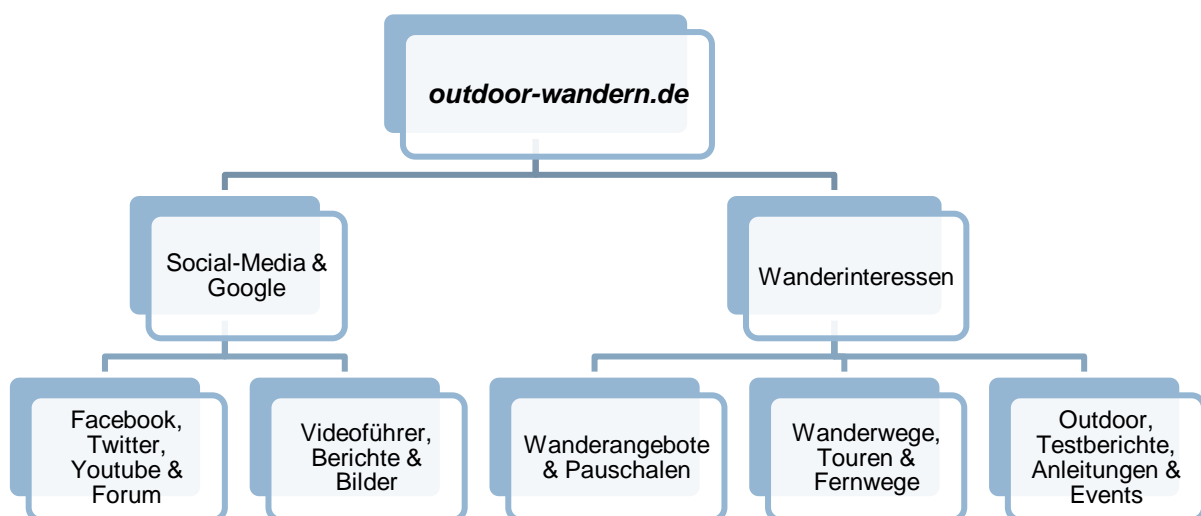 outdoor-wandern.de
Social-Media &
Google
Wanderinteressen
Facebook,
Twitter,
Youtube &
Forum
Videoführer,
Berichte &
Bilder
Wanderangebote
& Pauschalen
Wanderwege,
Touren &
Fernwege
Outdoor,
Testberichte,
Anleitungen &
Events